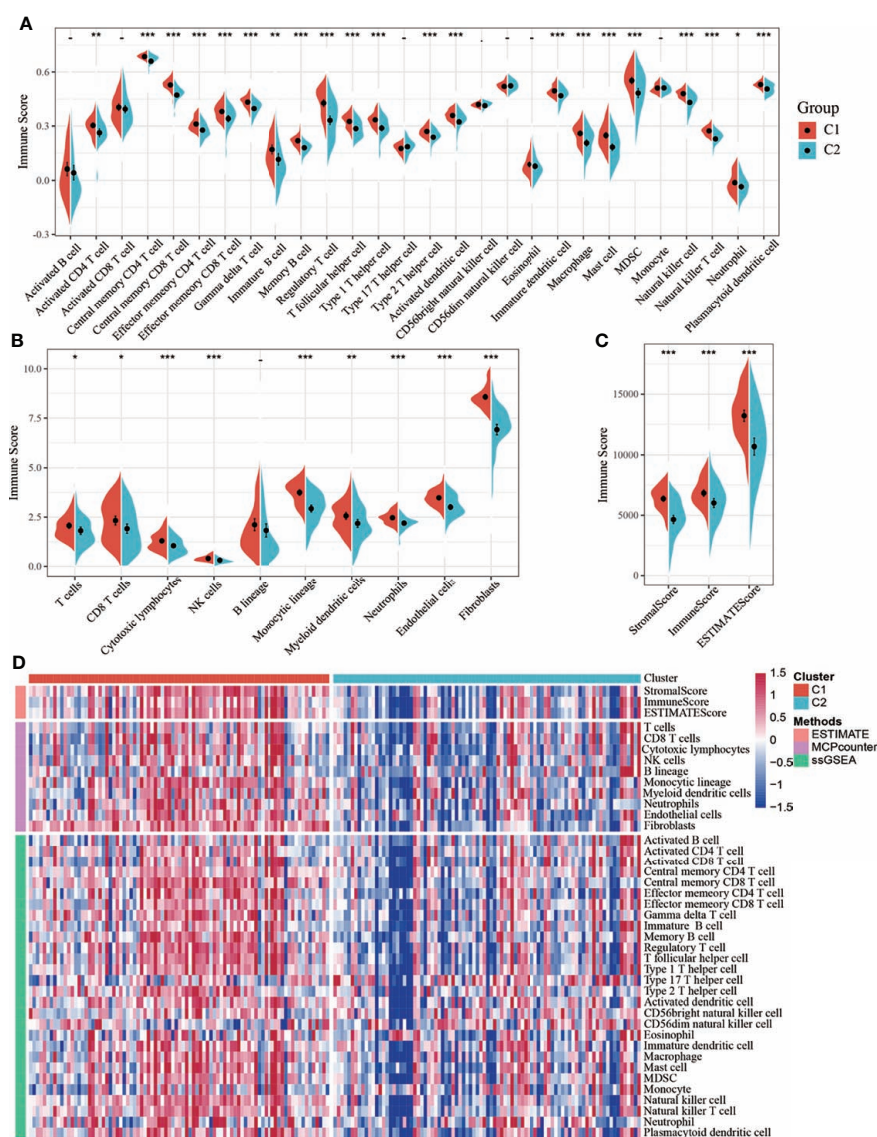 A
- ** - *** *** *** *** *** ** *** *** *** *** - *** *** - - - *** *** *** *** - *** *** * ***
Immune Score
0.6
0.3
0.0
-0.3
Group
C1
C2
Activated B cell
Activated CD4 T cell
Activated CD8 T cell
Central memory CD4 T cell
Central memory CD8 T cell
Effector memeory CD4 T cell
Effector memeory CD8 T cell
Gamma delta T cell
Immature B cell
Memory B cell
Regulatory T cell
T follicular helper cell
Type 1 T helper cell
Type 17 T helper cell
Type 2 T helper cell
Activated dendritic cell
CD56bright natural killer cell
CD56dim natural killer cell
Eosinophil
Immature dendritic cell
Macrophage
Mast cell
MDSC
Monocyte
Natural killer cell
Natural killer T cell
Neutrophil
Plasmacytoid dendritic cell
B
* * *** *** - *** ** *** *** ***
Immune Score
10.0
7.5
5.0
2.5
0.0
T cells
CD8 T cells
Cytotoxic lymphocytes
NK cells
B lineage
Monocytic lineage
Myeloid dendritic cells
Neutrophils
Endothelial cells
Fibroblasts
C
*** *** ***
Immune Score
15000
10000
5000
0
StromalScore
ImmuneScore
ESTIMATEScore
D
Cluster
StromalScore
ImmuneScore
ESTIMATEScore
T cells
CD8 T cells
Cytotoxic lymphocytes
NK cells
B lineage
Monocytic lineage
Myeloid dendritic cells
Neutrophils
Endothelial cells
Fibroblasts
Activated B cell
Activated CD4 T cell
Activated CD8 T cell
Central memory CD4 T cell
Central memory CD8 T cell
Effector memeory CD4 T cell
Effector memeory CD8 T cell
Gamma delta T cell
Immature B cell
Memory B cell
Regulatory T cell
T follicular helper cell
Type 1 T helper cell
Type 17 T helper cell
Type 2 T helper cell
Activated dendritic cell
CD56bright natural killer cell
CD56dim natural killer cell
Eosinophil
Immature dendritic cell
Macrophage
Mast cell
MDSC
Monocyte
Natural killer cell
Natural killer T cell
Neutrophil
Plasmacytoid dendritic cell
1.5
1
0.5
0
−0.5
−1
−1.5
Cluster
C1
C2
Methods
ESTIMATE
MCPcounter
ssGSEA